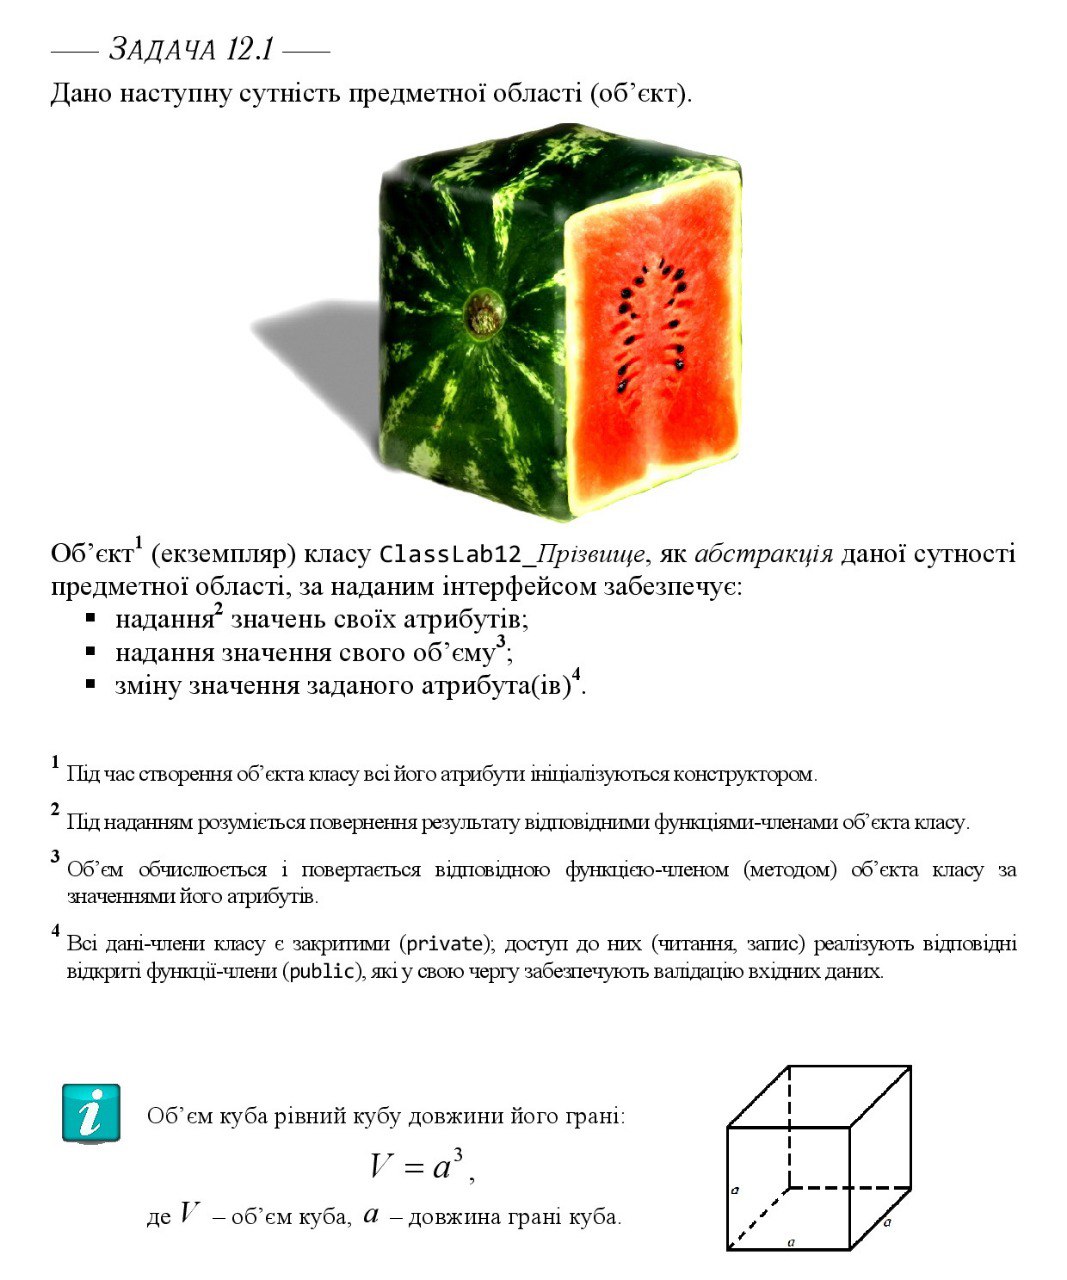 Задача 12.1
Дано наступну сутність предметної області (об’єкт).
Об’єкт¹ (екземпляр) класу ClassLab12_Прізвище, як абстракція даної сутності
предметної області, за наданим інтерфейсом забезпечує:
▪ надання² значень своїх атрибутів;
▪ надання значення свого об’єму³;
▪ зміну значення заданого атрибута(ів)⁴.
¹ Під час створення об’єкта класу всі його атрибути ініціалізуються конструктором.
² Під наданням розуміється повернення результату відповідними функціями-членами об’єкта класу.
³ Об’єм обчислюється і повертається відповідною функцією-членом (методом) об’єкта класу за
значеннями його атрибутів.
⁴ Всі дані-члени класу є закритими (private); доступ до них (читання, запис) реалізують відповідні
відкриті функції-члени (public), які у свою чергу забезпечують валідацію вхідних даних.
i
Об’єм куба рівний кубу довжини його грані:
V = a³,
де V – об’єм куба, a – довжина грані куба.
a
a
a